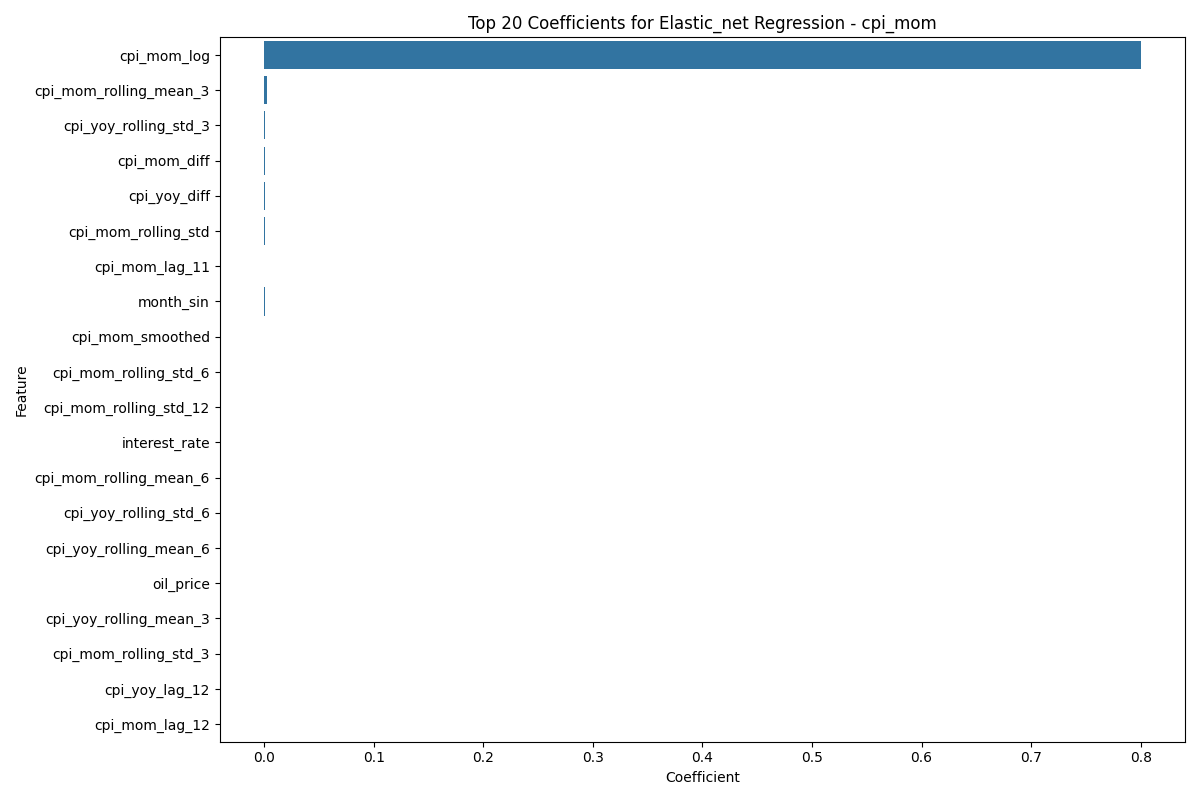 Top 20 Coefficients for Elastic_net Regression - cpi_mom
Feature
cpi_mom_log
cpi_mom_rolling_mean_3
cpi_yoy_rolling_std_3
cpi_mom_diff
cpi_yoy_diff
cpi_mom_rolling_std
cpi_mom_lag_11
month_sin
cpi_mom_smoothed
cpi_mom_rolling_std_6
cpi_mom_rolling_std_12
interest_rate
cpi_mom_rolling_mean_6
cpi_yoy_rolling_std_6
cpi_yoy_rolling_mean_6
oil_price
cpi_yoy_rolling_mean_3
cpi_mom_rolling_std_3
cpi_yoy_lag_12
cpi_mom_lag_12
0.0 0.1 0.2 0.3 0.4 0.5 0.6 0.7 0.8
Coefficient